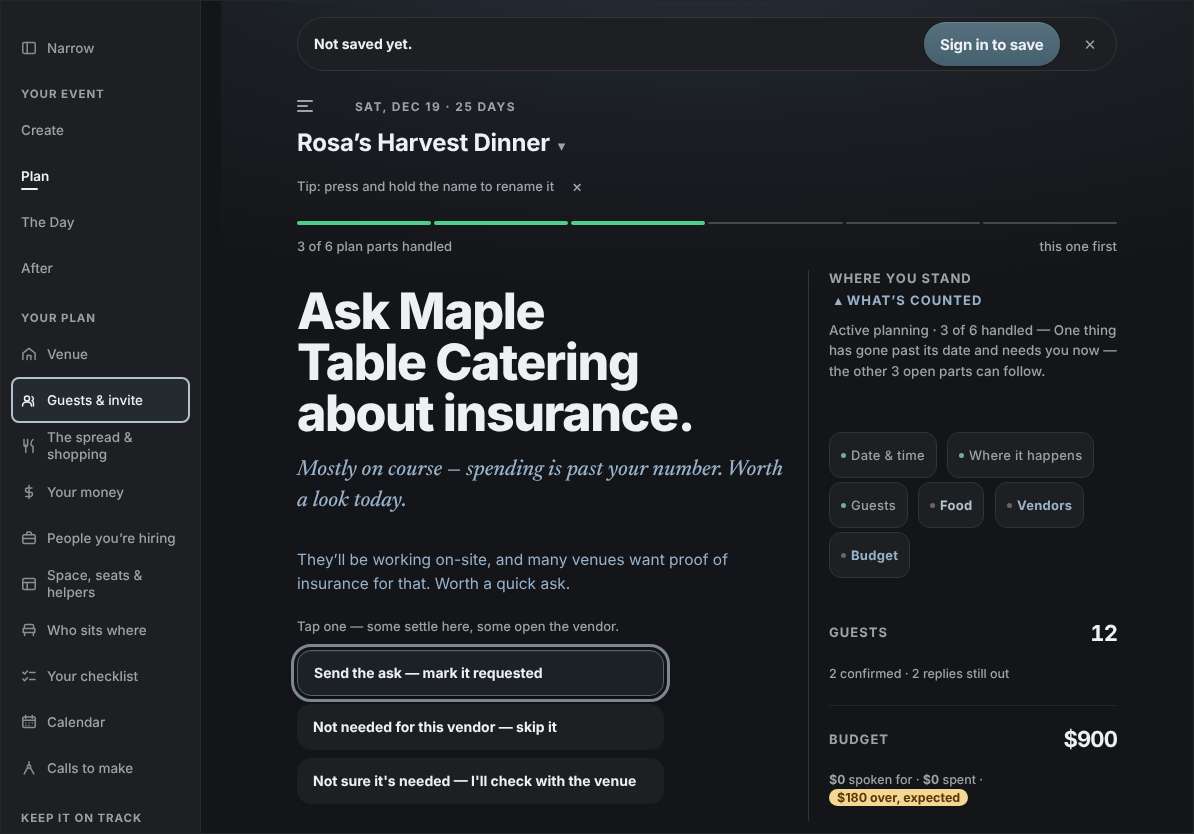 Narrow
YOUR EVENT
Create
Plan
The Day
After
YOUR PLAN
Venue
Guests & invite
The spread &
shopping
Your money
People you're hiring
Space, seats &
helpers
Who sits where
Your checklist
Calendar
Calls to make
KEEP IT ON TRACK
Not saved yet.
Sign in to save
×
SAT, DEC 19 · 25 DAYS
Rosa’s Harvest Dinner ▾
Tip: press and hold the name to rename it ×
3 of 6 plan parts handled
this one first
Ask Maple
Table Catering
about insurance.
Mostly on course – spending is past your number. Worth
a look today.
They’ll be working on-site, and many venues want proof of
insurance for that. Worth a quick ask.
Tap one — some settle here, some open the vendor.
Send the ask — mark it requested
Not needed for this vendor — skip it
Not sure it's needed — I'll check with the venue
WHERE YOU STAND
▲ WHAT’S COUNTED
Active planning · 3 of 6 handled — One thing
has gone past its date and needs you now —
the other 3 open parts can follow.
Date & time
Where it happens
Guests
Food
Vendors
Budget
GUESTS 12
2 confirmed · 2 replies still out
BUDGET $900
$0 spoken for · $0 spent ·
$180 over, expected